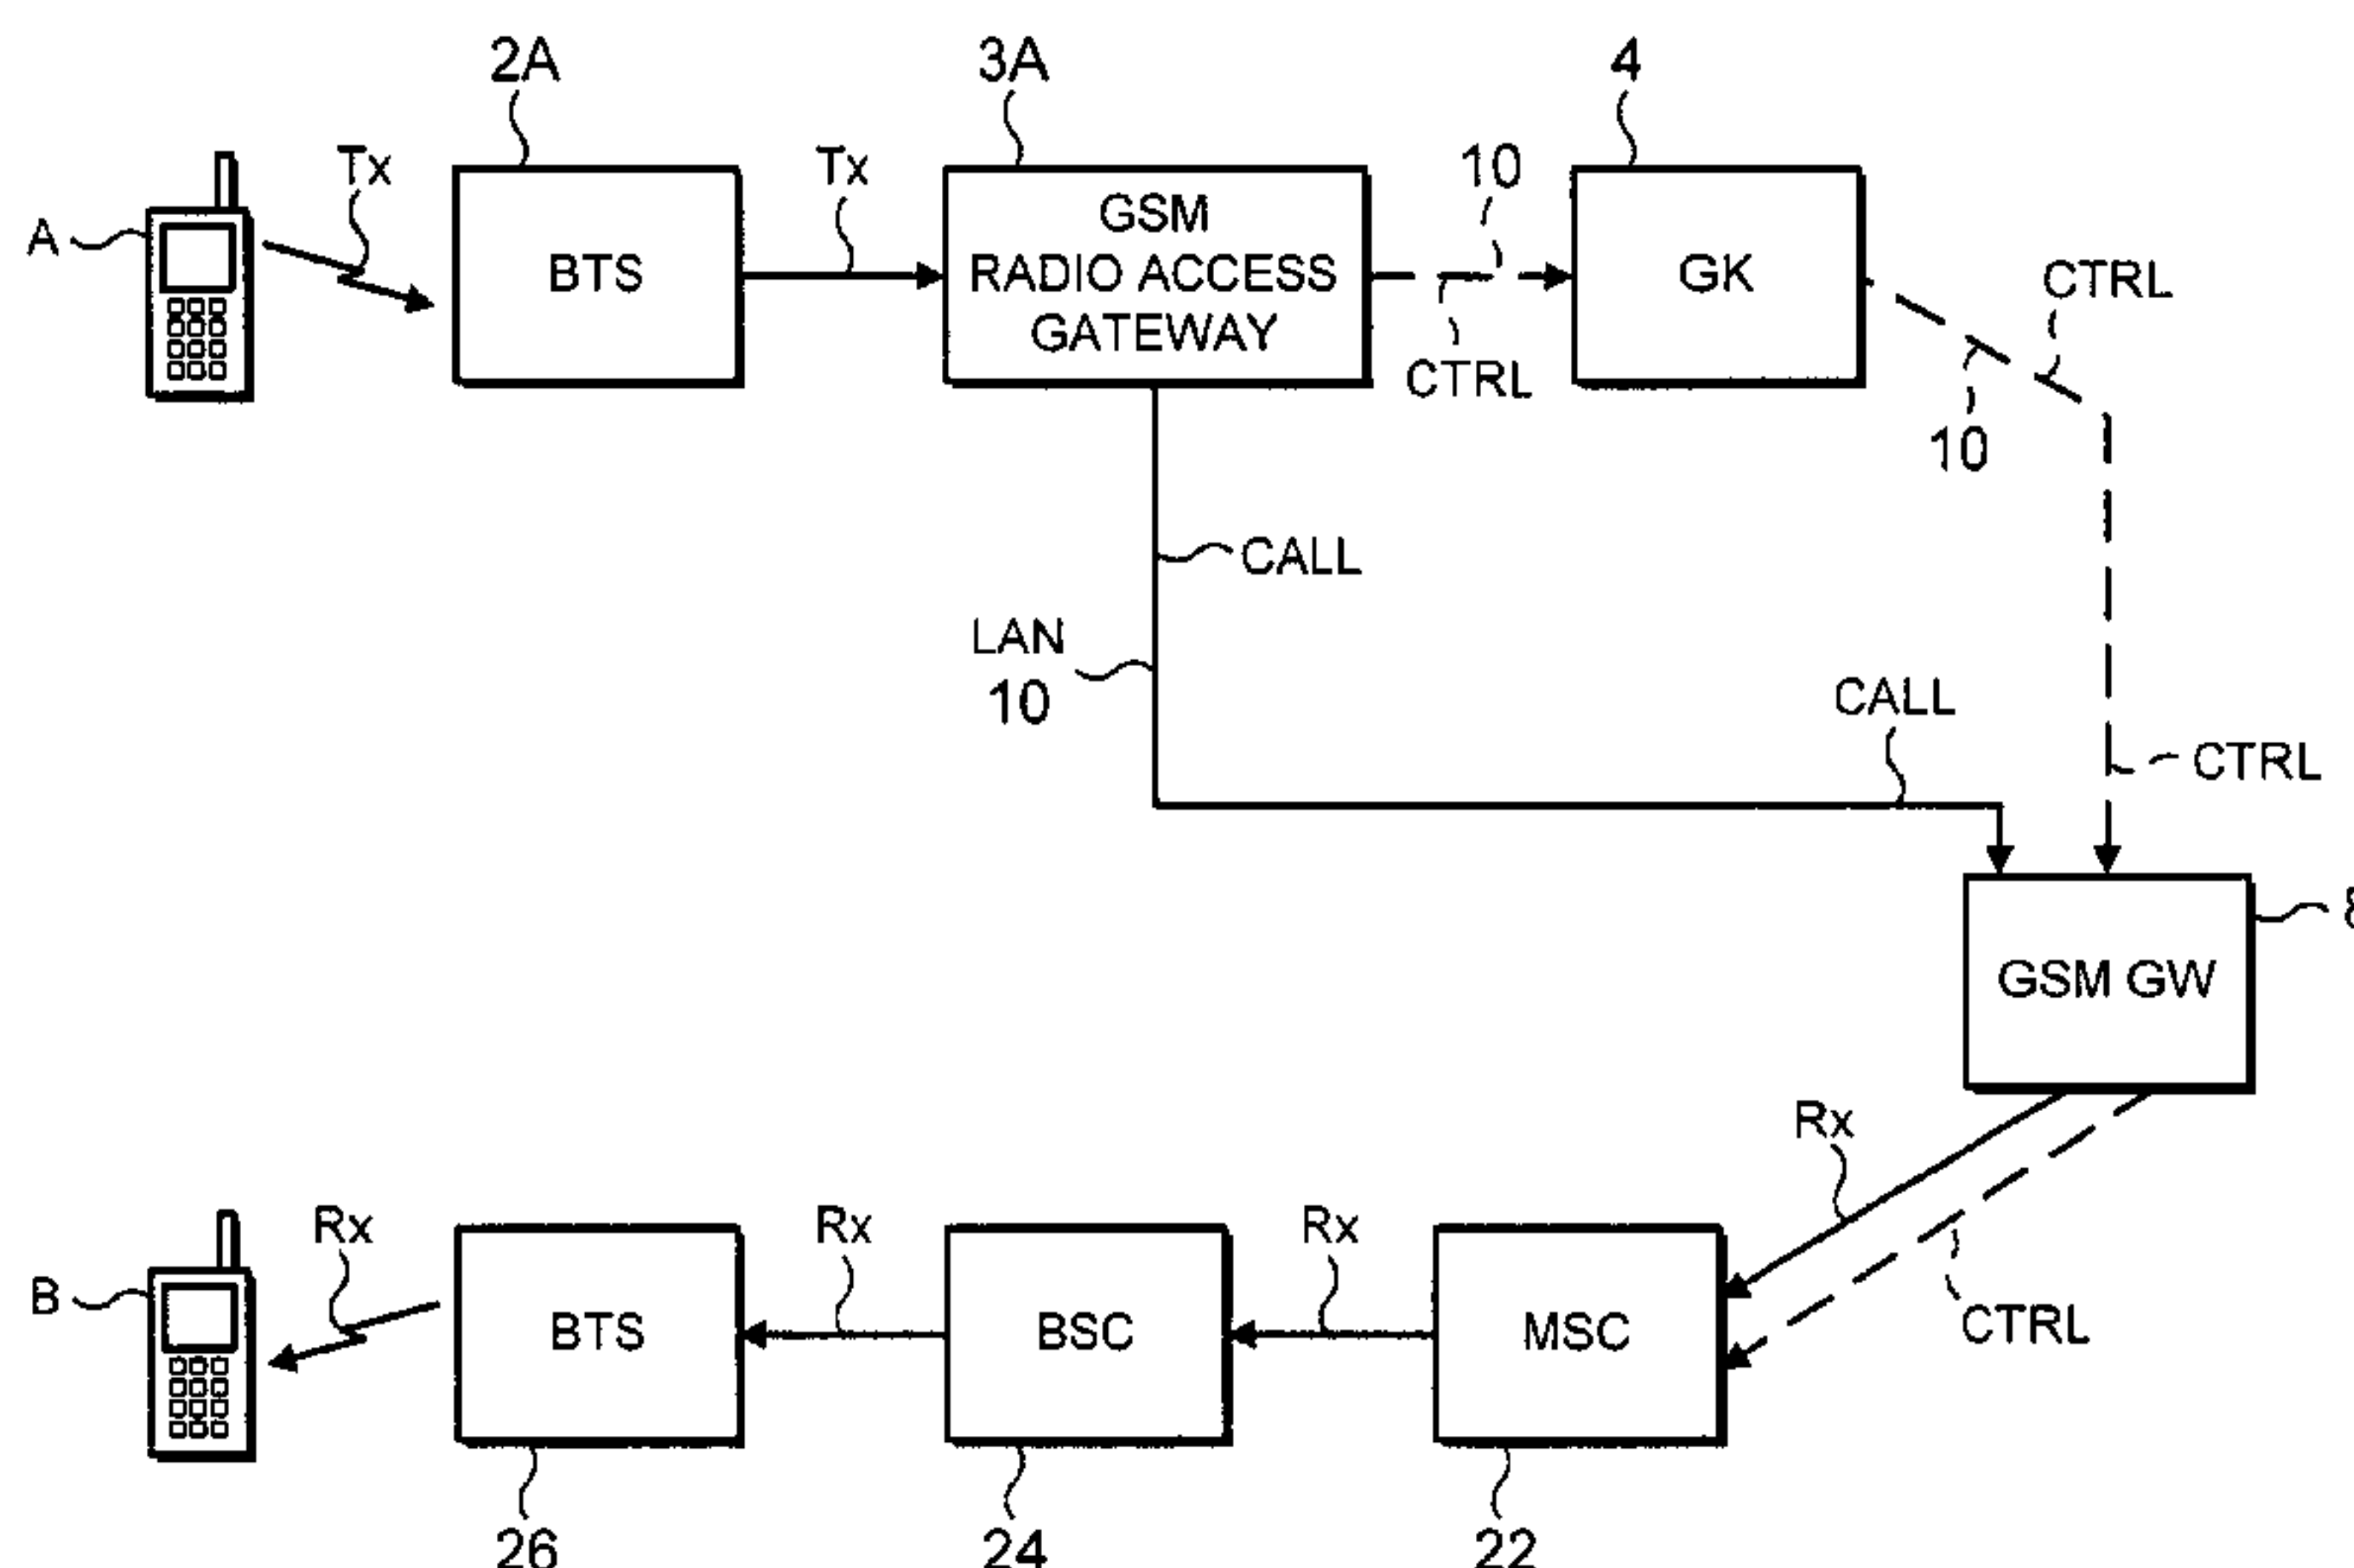 2A
3A
4
Tx
Tx
10
A
BTS
GSM
RADIO ACCESS
GATEWAY
GK
CTRL
CTRL
10
CALL
LAN
10
CALL
CTRL
8
GSM GW
Rx
Rx
Rx
Rx
B
BTS
BSC
MSC
CTRL
26
24
22